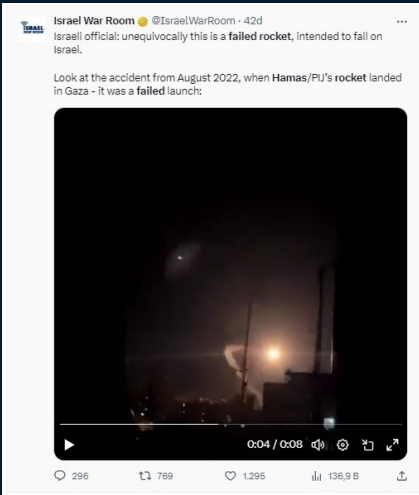 Israel War Room @IsraelWarRoom · 42d
Israeli official: unequivocally this is a failed rocket, intended to fall on
Israel.
Look at the accident from August 2022, when Hamas/PIJ's rocket landed
in Gaza - it was a failed launch:
0:04 / 0:08
296 769 1.295 136,9 B